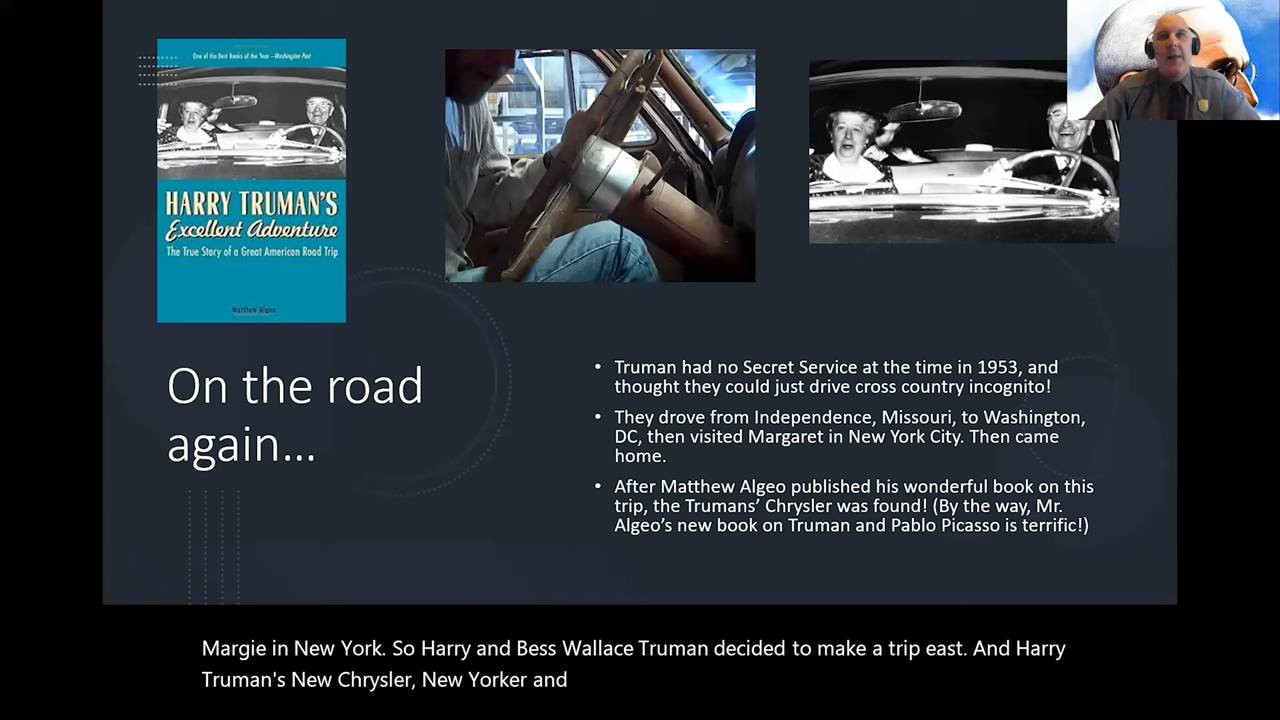 One of the Best Books of the Year –Washington Post
HARRY TRUMAN'S
Excellent Adventure
The True Story of a Great American Road Trip
Matthew Algeo
On the road
again…
• Truman had no Secret Service at the time in 1953, and
thought they could just drive cross country incognito!
• They drove from Independence, Missouri, to Washington,
DC, then visited Margaret in New York City. Then came
home.
• After Matthew Algeo published his wonderful book on this
trip, the Trumans’ Chrysler was found! (By the way, Mr.
Algeo’s new book on Truman and Pablo Picasso is terrific!)
Margie in New York. So Harry and Bess Wallace Truman decided to make a trip east. And Harry
Truman's New Chrysler, New Yorker and